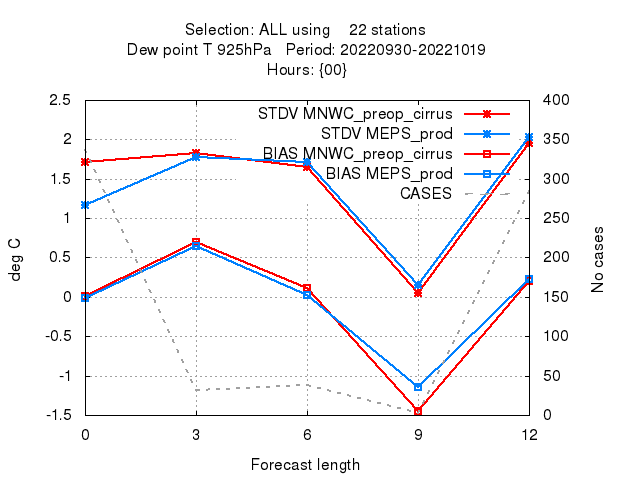 Selection: ALL using    22 stations
Dew point T 925hPa   Period: 20220930-20221019
Hours: {00}
STDV MNWC_preop_cirrus
STDV MEPS_prod
BIAS MNWC_preop_cirrus
BIAS MEPS_prod
CASES
2.5
2
1.5
1
0.5
0
-0.5
-1
-1.5
deg C
400
350
300
250
200
150
100
50
0
No cases
0 3 6 9 12
Forecast length